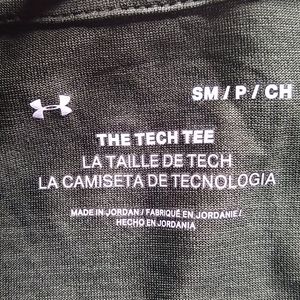 SM / P / CH
THE TECH TEE
LA TAILLE DE TECH
LA CAMISETA DE TECNOLOGIA
MADE IN JORDAN / FABRIQUÉ EN JORDANIE /
HECHO EN JORDANIA